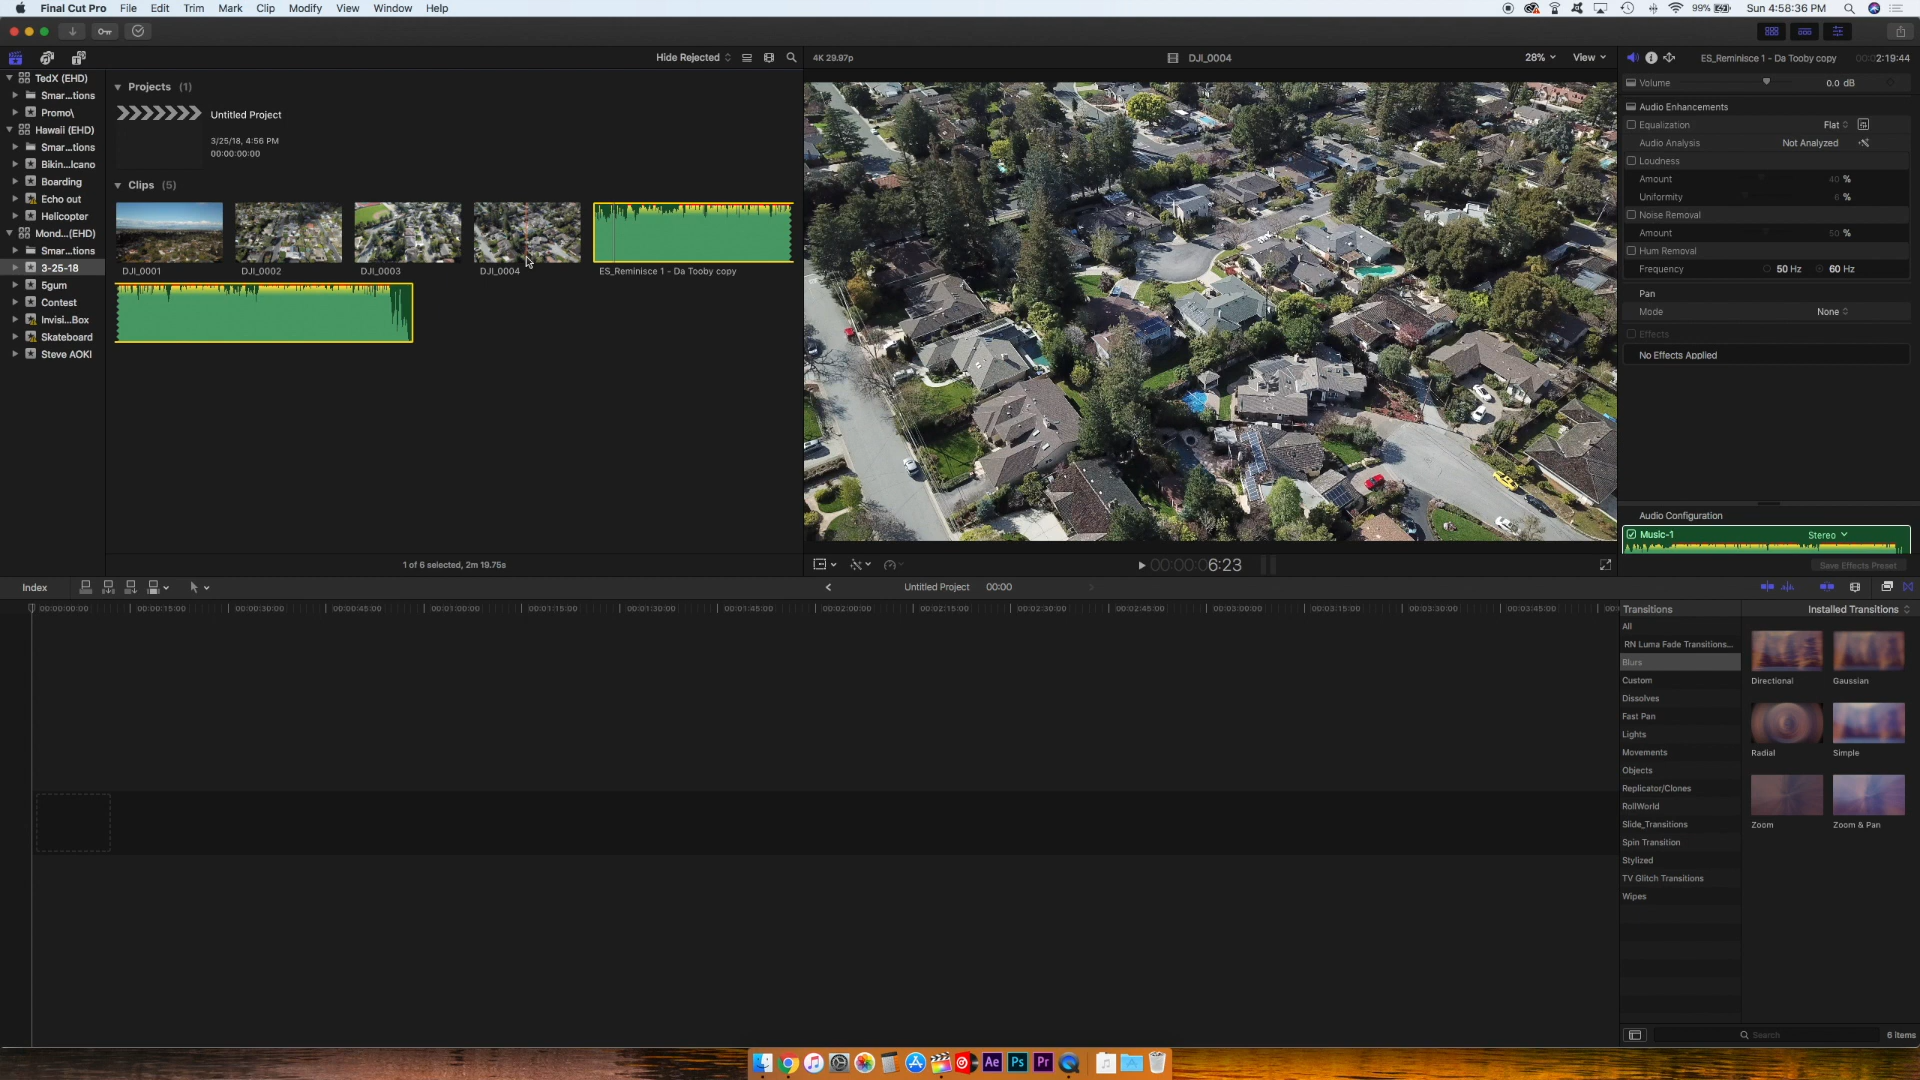 Final Cut Pro File Edit Trim Mark Clip Modify View Window Help
99% Sun 4:58:36 PM
Hide Rejected
4K 29.97p DJI_0004 28% View
ES_Reminisce 1 - Da Tooby copy 00:00 2:19:44
TedX (EHD)
Smar...tions
Promo\
Hawaii (EHD)
Smar...tions
Bikin...lcano
Boarding
Echo out
Helicopter
Mond...(EHD)
Smar...tions
3-25-18
5gum
Contest
Invisi...Box
Skateboard
Steve AOKI
Projects (1)
Untitled Project
3/25/18, 4:56 PM
00:00:00:00
Clips (5)
DJI_0001 DJI_0002 DJI_0003 DJI_0004 ES_Reminisce 1 - Da Tooby copy
1 of 6 selected, 2m 19.75s
00:00:00:06:23
Volume 0.0 dB
Audio Enhancements
Equalization Flat
Audio Analysis Not Analyzed
Loudness
Amount 40 %
Uniformity 6 %
Noise Removal
Amount 50 %
Hum Removal
Frequency 50 Hz 60 Hz
Pan
Mode None
Effects
No Effects Applied
Audio Configuration
Music-1 Stereo
Save Effects Preset
Index Untitled Project 00:00
00:00:00:00 00:00:15:00 00:00:30:00 00:00:45:00 00:01:00:00 00:01:15:00 00:01:30:00 00:01:45:00 00:02:00:00 00:02:15:00 00:02:30:00 00:02:45:00 00:03:00:00 00:03:15:00 00:03:30:00 00:03:45:00
Transitions Installed Transitions
All
RN Luma Fade Transitions...
Blurs
Custom
Dissolves
Fast Pan
Lights
Movements
Objects
Replicator/Clones
RollWorld
Slide_Transitions
Spin Transition
Stylized
TV Glitch Transitions
Wipes
Directional Gaussian
Radial Simple
Zoom Zoom & Pan
Search 6 items
Ae Ps Pr